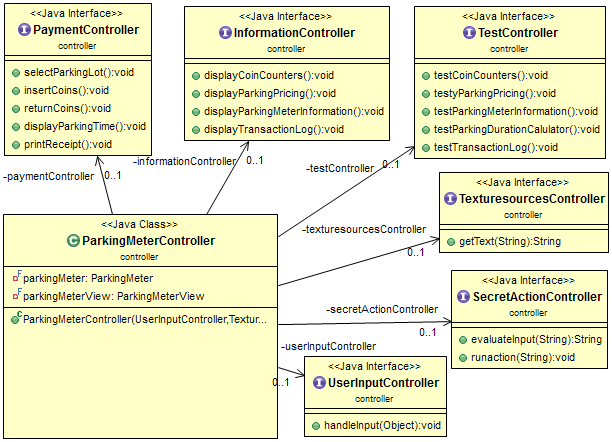 <<Java Interface>>
PaymentController
controller
selectParkingLot():void
insertCoins():void
returnCoins():void
displayParkingTime():void
printReceipt():void
<<Java Interface>>
InformationController
controller
displayCoinCounters():void
displayParkingPricing():void
displayParkingMeterInformation():void
displayTransactionLog():void
<<Java Interface>>
TestController
controller
testCoinCounters():void
testyParkingPricing():void
testParkingMeterInformation():void
testParkingDurationCalulator():void
testTransactionLog():void
-paymentController
0..1
-informationController
0..1
-testController
0..1
<<Java Class>>
ParkingMeterController
controller
parkingMeter: ParkingMeter
parkingMeterView: ParkingMeterView
ParkingMeterController(UserInputController,Textur...
-texturesourcesController
0..1
<<Java Interface>>
TexturesourcesController
controller
getText(String):String
-secretActionController
0..1
<<Java Interface>>
SecretActionController
controller
evaluateInput(String):String
runaction(String):void
-userInputController
0..1
<<Java Interface>>
UserInputController
controller
handleInput(Object):void